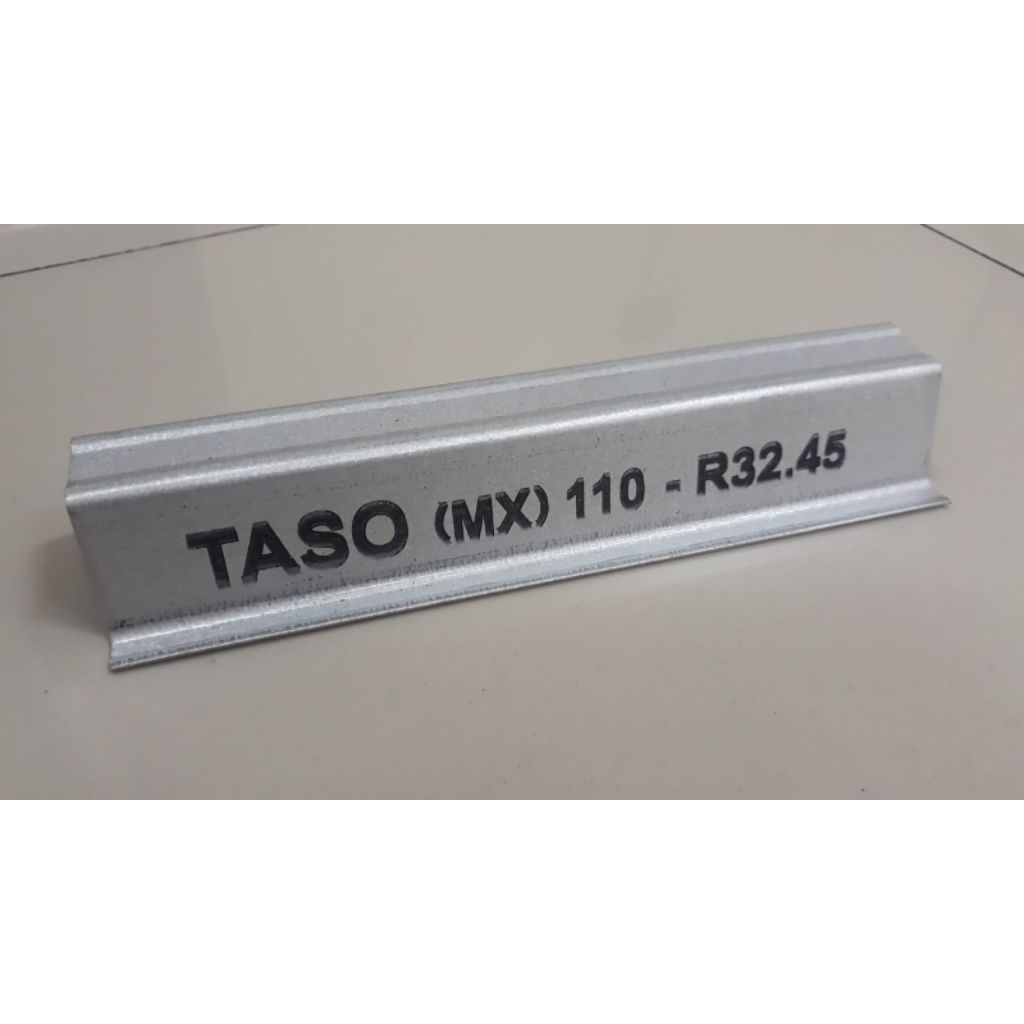 TASO (MX) 110 - R32.45